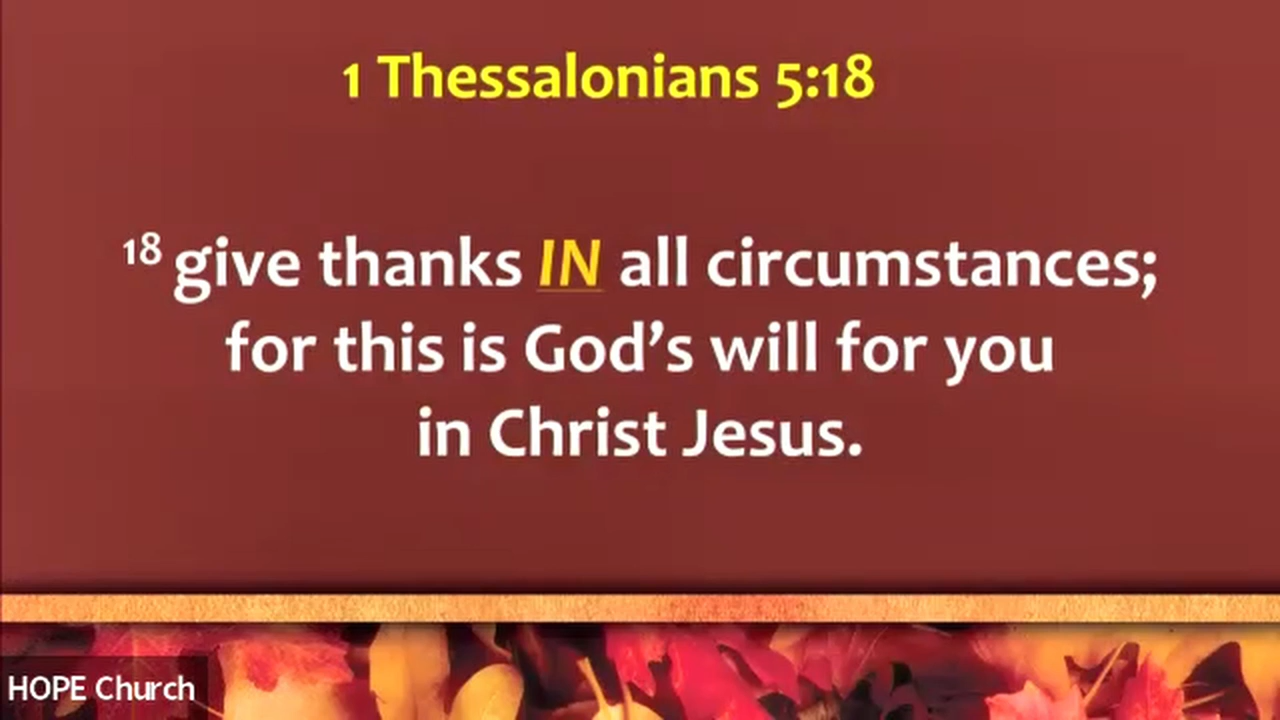 1 Thessalonians 5:18
18 give thanks IN all circumstances;
for this is God’s will for you
in Christ Jesus.
HOPE Church